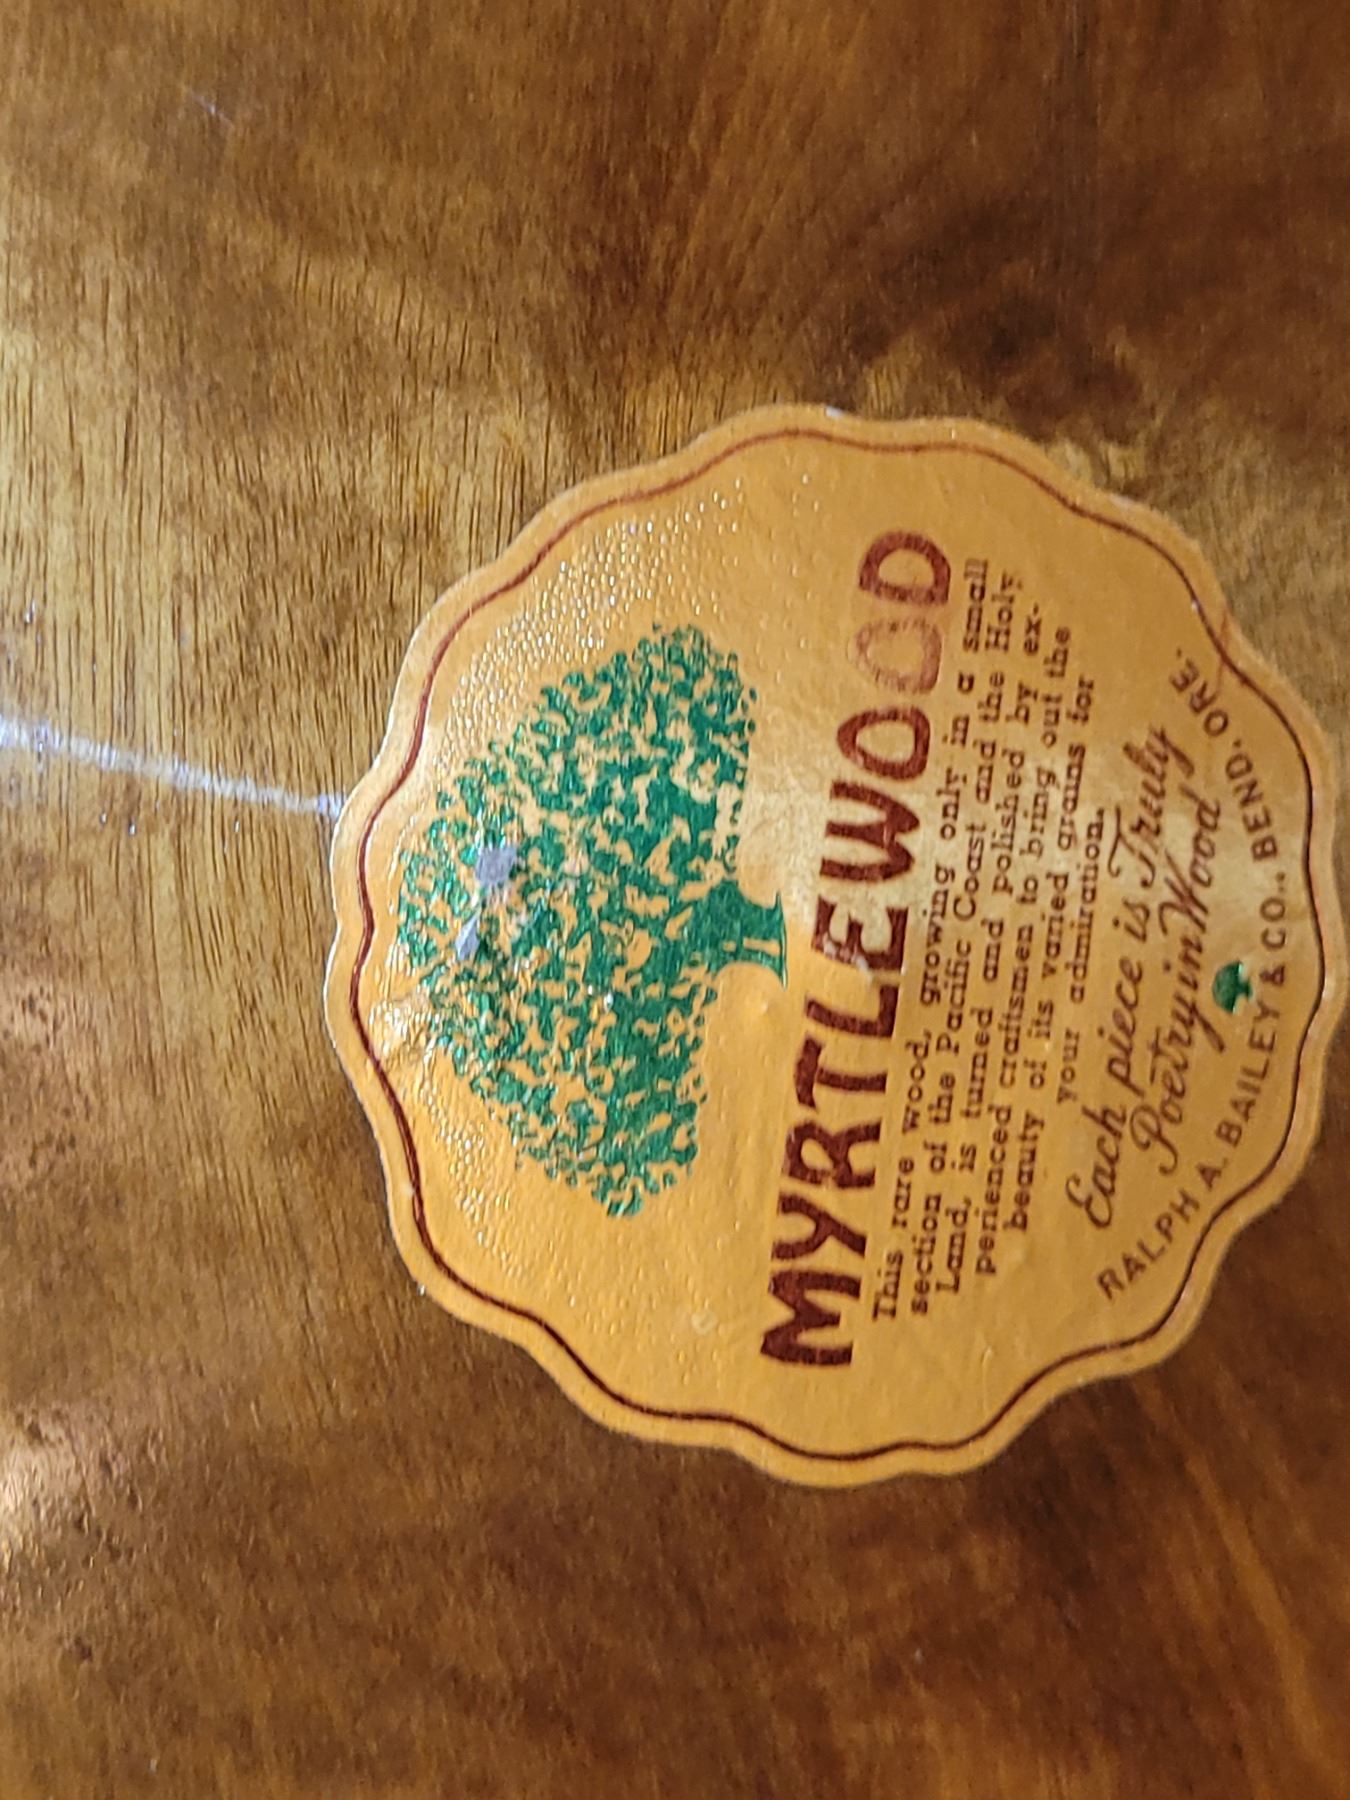 MYRTLEWOOD
This rare wood, growing only in a small
section of the Pacific Coast and the Holy
Land, is turned and polished by ex-
perienced craftsmen to bring out the
beauty of its varied grains for
your admiration.
Each piece is Truly
Poetry in Wood
RALPH A. BAILEY & CO., BEND, ORE.